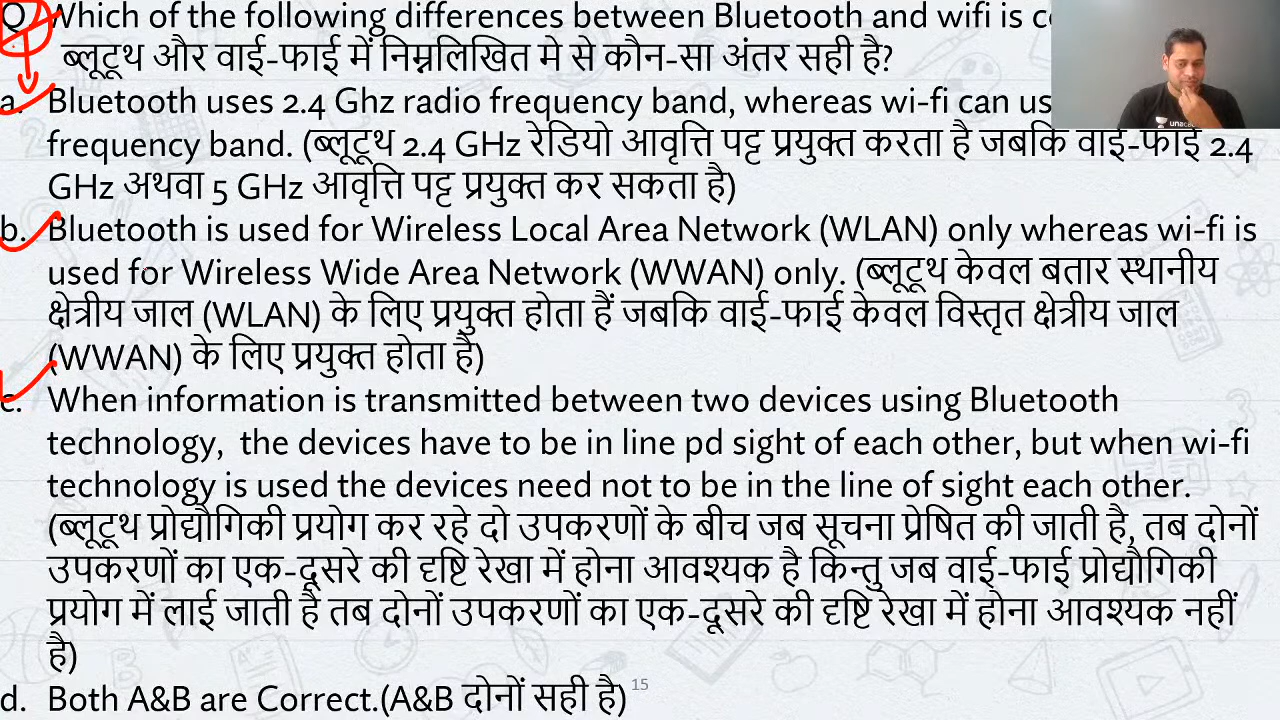 Q. Which of the following differences between Bluetooth and wifi is
ब्लूटूथ और वाई-फाई में निम्नलिखित मे से कौन-सा अंतर सही है?
a. Bluetooth uses 2.4 Ghz radio frequency band, whereas wi-fi can
frequency band. (ब्लूटूथ 2.4 GHz रेडियो आवृत्ति पट्ट प्रयुक्त करता है जबकि वाई-फाई 2.4
GHz अथवा 5 GHz आवृत्ति पट्ट प्रयुक्त कर सकता है)
b. Bluetooth is used for Wireless Local Area Network (WLAN) only whereas wi-fi is
used for Wireless Wide Area Network (WWAN) only. (ब्लूटूथ केवल बतार स्थानीय
क्षेत्रीय जाल (WLAN) के लिए प्रयुक्त होता हैं जबकि वाई-फाई केवल विस्तृत क्षेत्रीय जाल
(WWAN) के लिए प्रयुक्त होता है)
c. When information is transmitted between two devices using Bluetooth
technology, the devices have to be in line pd sight of each other, but when wi-fi
technology is used the devices need not to be in the line of sight each other.
(ब्लूटूथ प्रोद्यौगिकी प्रयोग कर रहे दो उपकरणों के बीच जब सूचना प्रेषित की जाती है, तब दोनों
उपकरणों का एक-दूसरे की दृष्टि रेखा में होना आवश्यक है किन्तु जब वाई-फाई प्रोद्यौगिकी
प्रयोग में लाई जाती है तब दोनों उपकरणों का एक-दूसरे की दृष्टि रेखा में होना आवश्यक नहीं
है)
d. Both A&B are Correct.(A&B दोनों सही है)
15